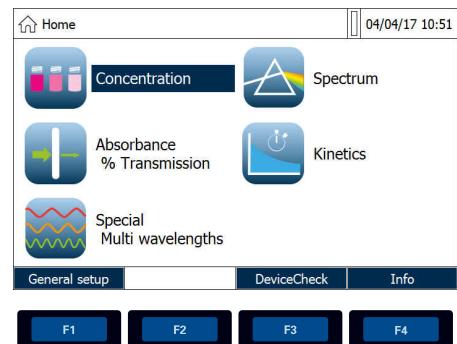 Home
04/04/17 10:51
Concentration
Spectrum
Absorbance
% Transmission
Kinetics
Special
Multi wavelengths
General setup
DeviceCheck
Info
F1
F2
F3
F4